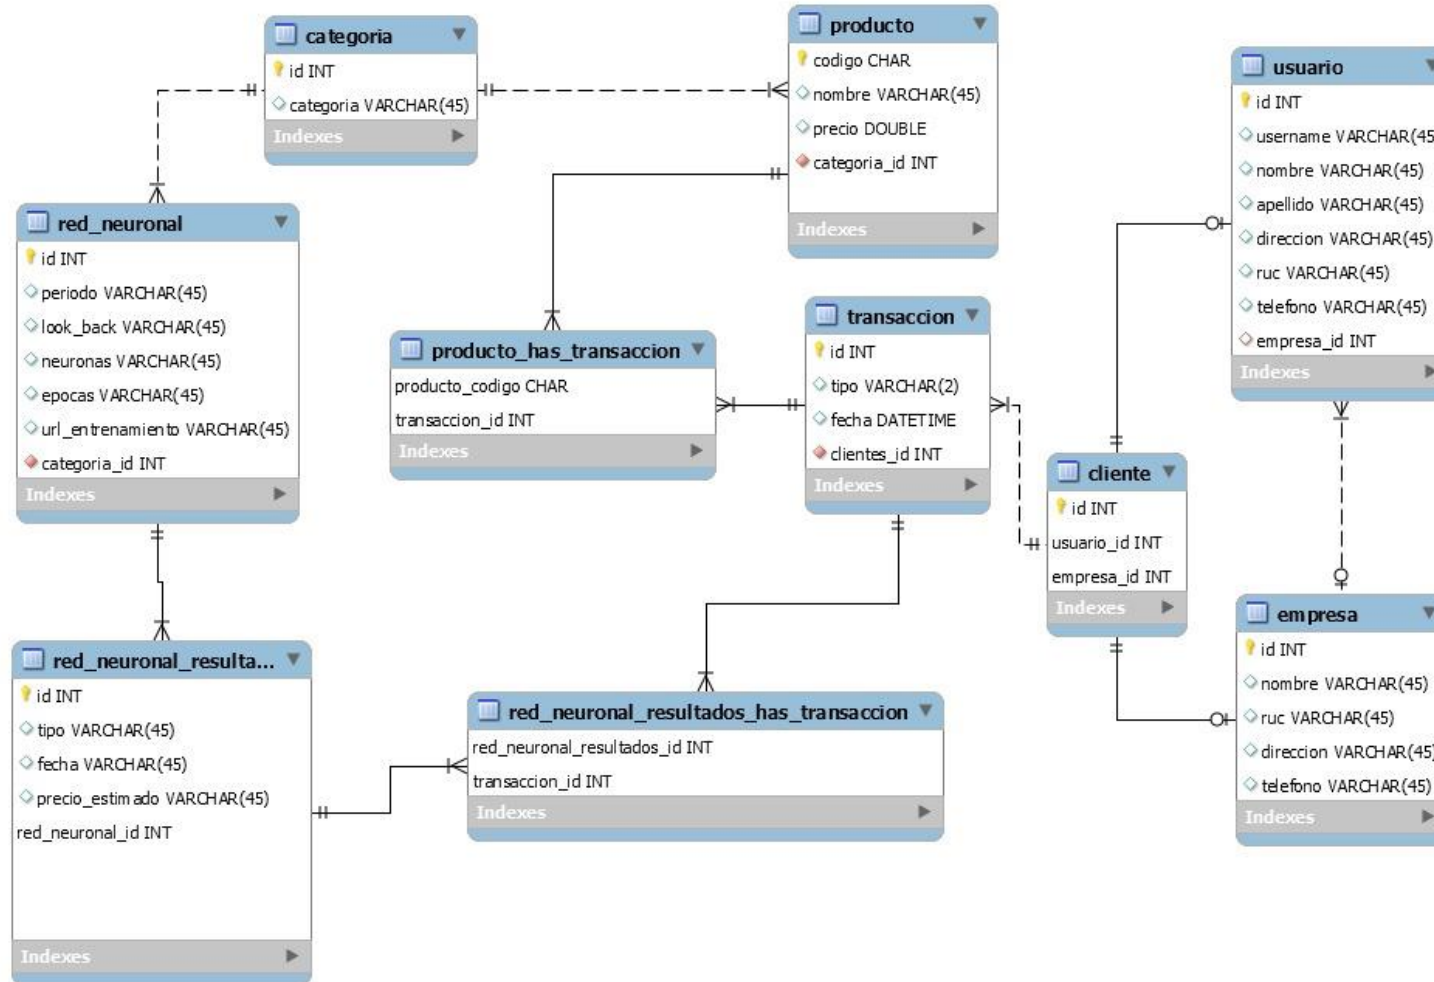 categoria
id INT
categoria VARCHAR(45)
Indexes
producto
codigo CHAR
nombre VARCHAR(45)
precio DOUBLE
categoria_id INT
Indexes
usuario
id INT
username VARCHAR(45
nombre VARCHAR(45)
apellido VARCHAR(45)
direccion VARCHAR(45)
ruc VARCHAR(45)
telefono VARCHAR(45)
empresa_id INT
Indexes
red_neuronal
id INT
periodo VARCHAR(45)
look_back VARCHAR(45)
neuronas VARCHAR(45)
epocas VARCHAR(45)
url_entrenamiento VARCHAR(45)
categoria_id INT
Indexes
producto_has_transaccion
producto_codigo CHAR
transaccion_id INT
Indexes
transaccion
id INT
tipo VARCHAR(2)
fecha DATETIME
clientes_id INT
Indexes
cliente
id INT
usuario_id INT
empresa_id INT
Indexes
empresa
id INT
nombre VARCHAR(45)
ruc VARCHAR(45)
direccion VARCHAR(45)
telefono VARCHAR(45)
Indexes
red_neuronal_resulta...
id INT
tipo VARCHAR(45)
fecha VARCHAR(45)
precio_estimado VARCHAR(45)
red_neuronal_id INT
Indexes
red_neuronal_resultados_has_transaccion
red_neuronal_resultados_id INT
transaccion_id INT
Indexes